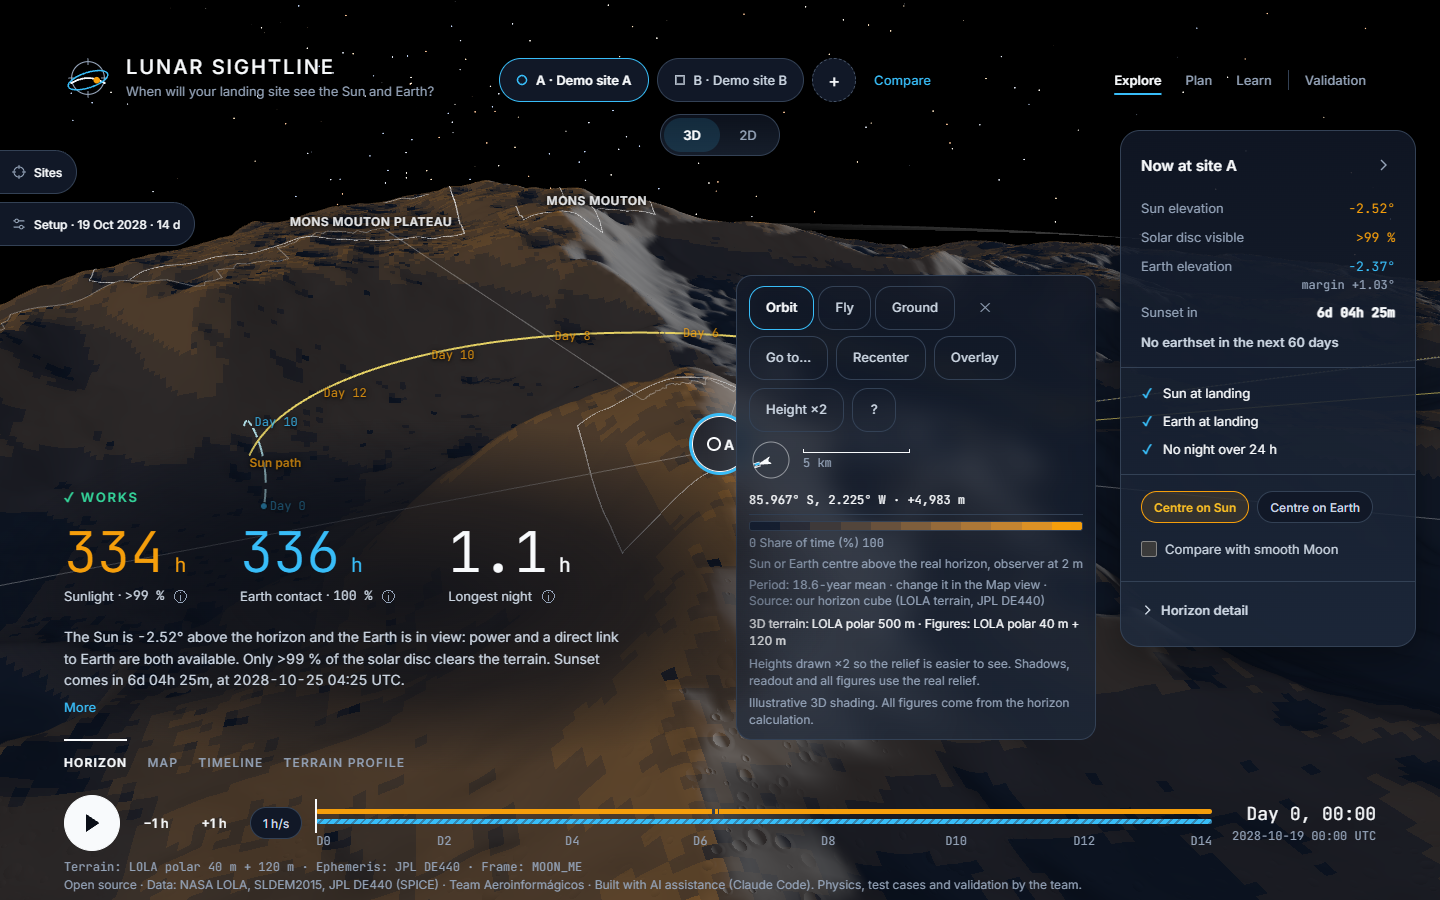 LUNAR SIGHTLINE
When will your landing site see the Sun and Earth?
A · Demo site A
B · Demo site B
+
Compare
Explore
Plan
Learn
Validation
3D
2D
Sites
Setup · 19 Oct 2028 · 14 d
MONS MOUTON PLATEAU
MONS MOUTON
Day 6
Day 8
Day 10
Day 12
Day 10
Sun path
Day 0
A
Now at site A
Sun elevation -2.52°
Solar disc visible >99 %
Earth elevation -2.37°
margin +1.03°
Sunset in 6d 04h 25m
No earthset in the next 60 days
✓ Sun at landing
✓ Earth at landing
✓ No night over 24 h
Centre on Sun
Centre on Earth
Compare with smooth Moon
Horizon detail
Orbit
Fly
Ground
Go to...
Recenter
Overlay
Height ×2
?
5 km
85.967° S, 2.225° W · +4,983 m
0 Share of time (%) 100
Sun or Earth centre above the real horizon, observer at 2 m
Period: 18.6-year mean · change it in the Map view ·
Source: our horizon cube (LOLA terrain, JPL DE440)
3D terrain: LOLA polar 500 m · Figures: LOLA polar 40 m +
120 m
Heights drawn ×2 so the relief is easier to see. Shadows,
readout and all figures use the real relief.
Illustrative 3D shading. All figures come from the horizon
calculation.
✓ WORKS
334 h
336 h
1.1 h
Sunlight · >99 %
Earth contact · 100 %
Longest night
The Sun is -2.52° above the horizon and the Earth is in view: power and a direct link
to Earth are both available. Only >99 % of the solar disc clears the terrain. Sunset
comes in 6d 04h 25m, at 2028-10-25 04:25 UTC.
More
HORIZON
MAP
TIMELINE
TERRAIN PROFILE
−1 h
+1 h
1 h/s
D0
D2
D4
D6
D8
D10
D12
D14
Day 0, 00:00
2028-10-19 00:00 UTC
Terrain: LOLA polar 40 m + 120 m · Ephemeris: JPL DE440 · Frame: MOON_ME
Open source · Data: NASA LOLA, SLDEM2015, JPL DE440 (SPICE) · Team Aeroinformágicos · Built with AI assistance (Claude Code). Physics, test cases and validation by the team.